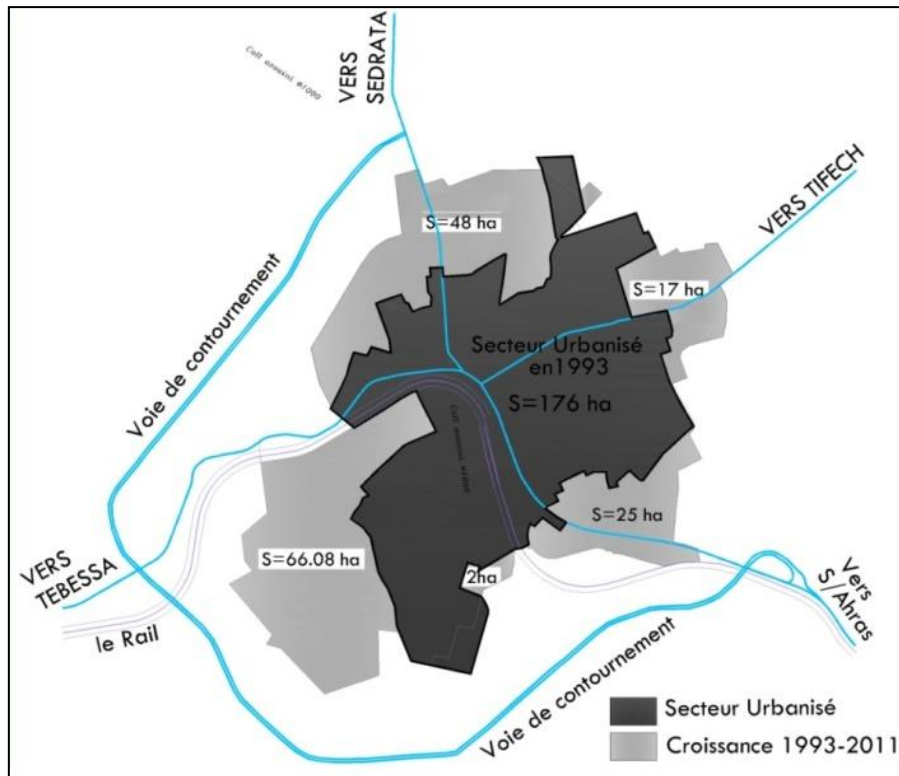 VERS
SEDRATA
VERS TIFECH
S=48 ha
S=17 ha
Voie de contournement
Secteur Urbanisé
en1993
S=176 ha
S=25 ha
S=66.08 ha
2ha
VERS
TEBESSA
le Rail
Vers
S/Ahras
Voie de contournement
Secteur Urbanisé
Croissance 1993-2011